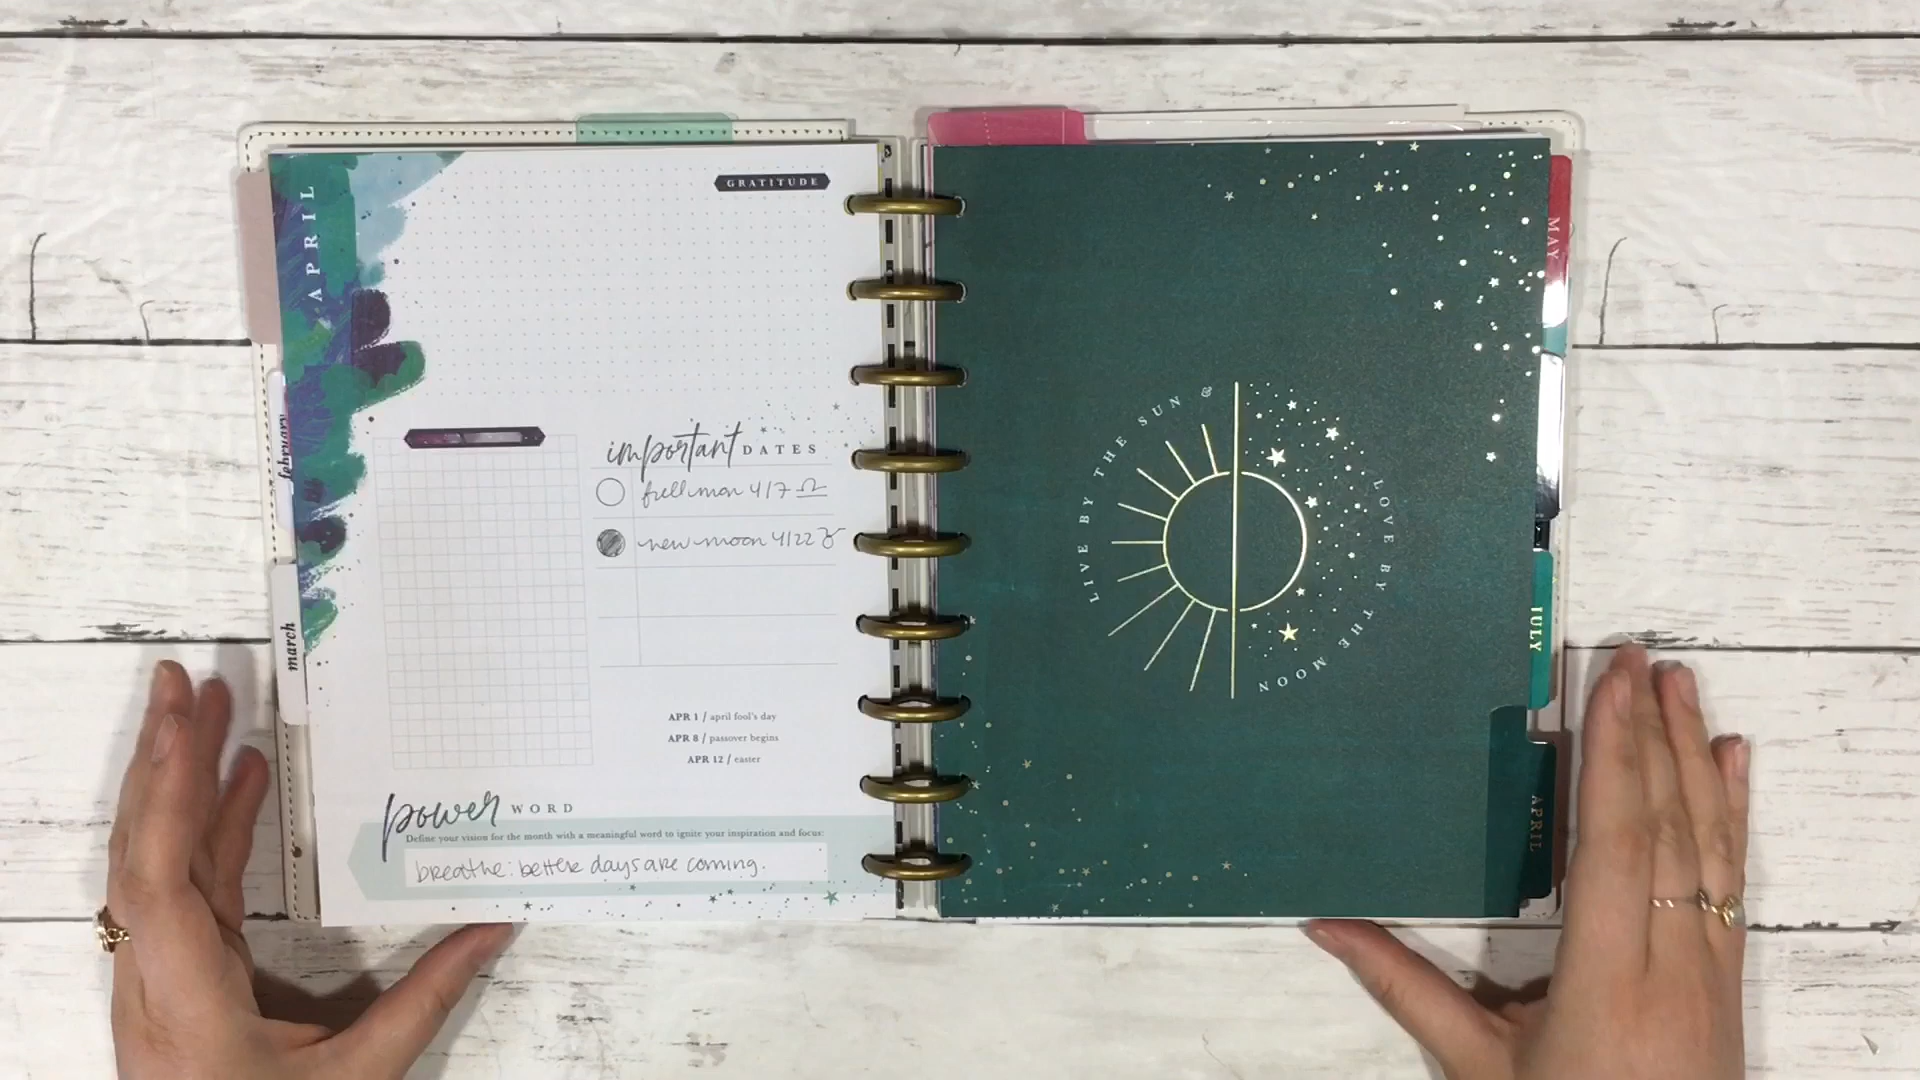 APRIL
GRATITUDE
important DATES
full moon 4/7 ♎
new moon 4/22 ♉
APR 1 / april fool's day
APR 8 / passover begins
APR 12 / easter
power WORD
Define your vision for the month with a meaningful word to ignite your inspiration and focus:
breathe: better days are coming.
february
march
LIVE BY THE SUN &
LOVE BY THE MOON
MAY
JULY
APRIL